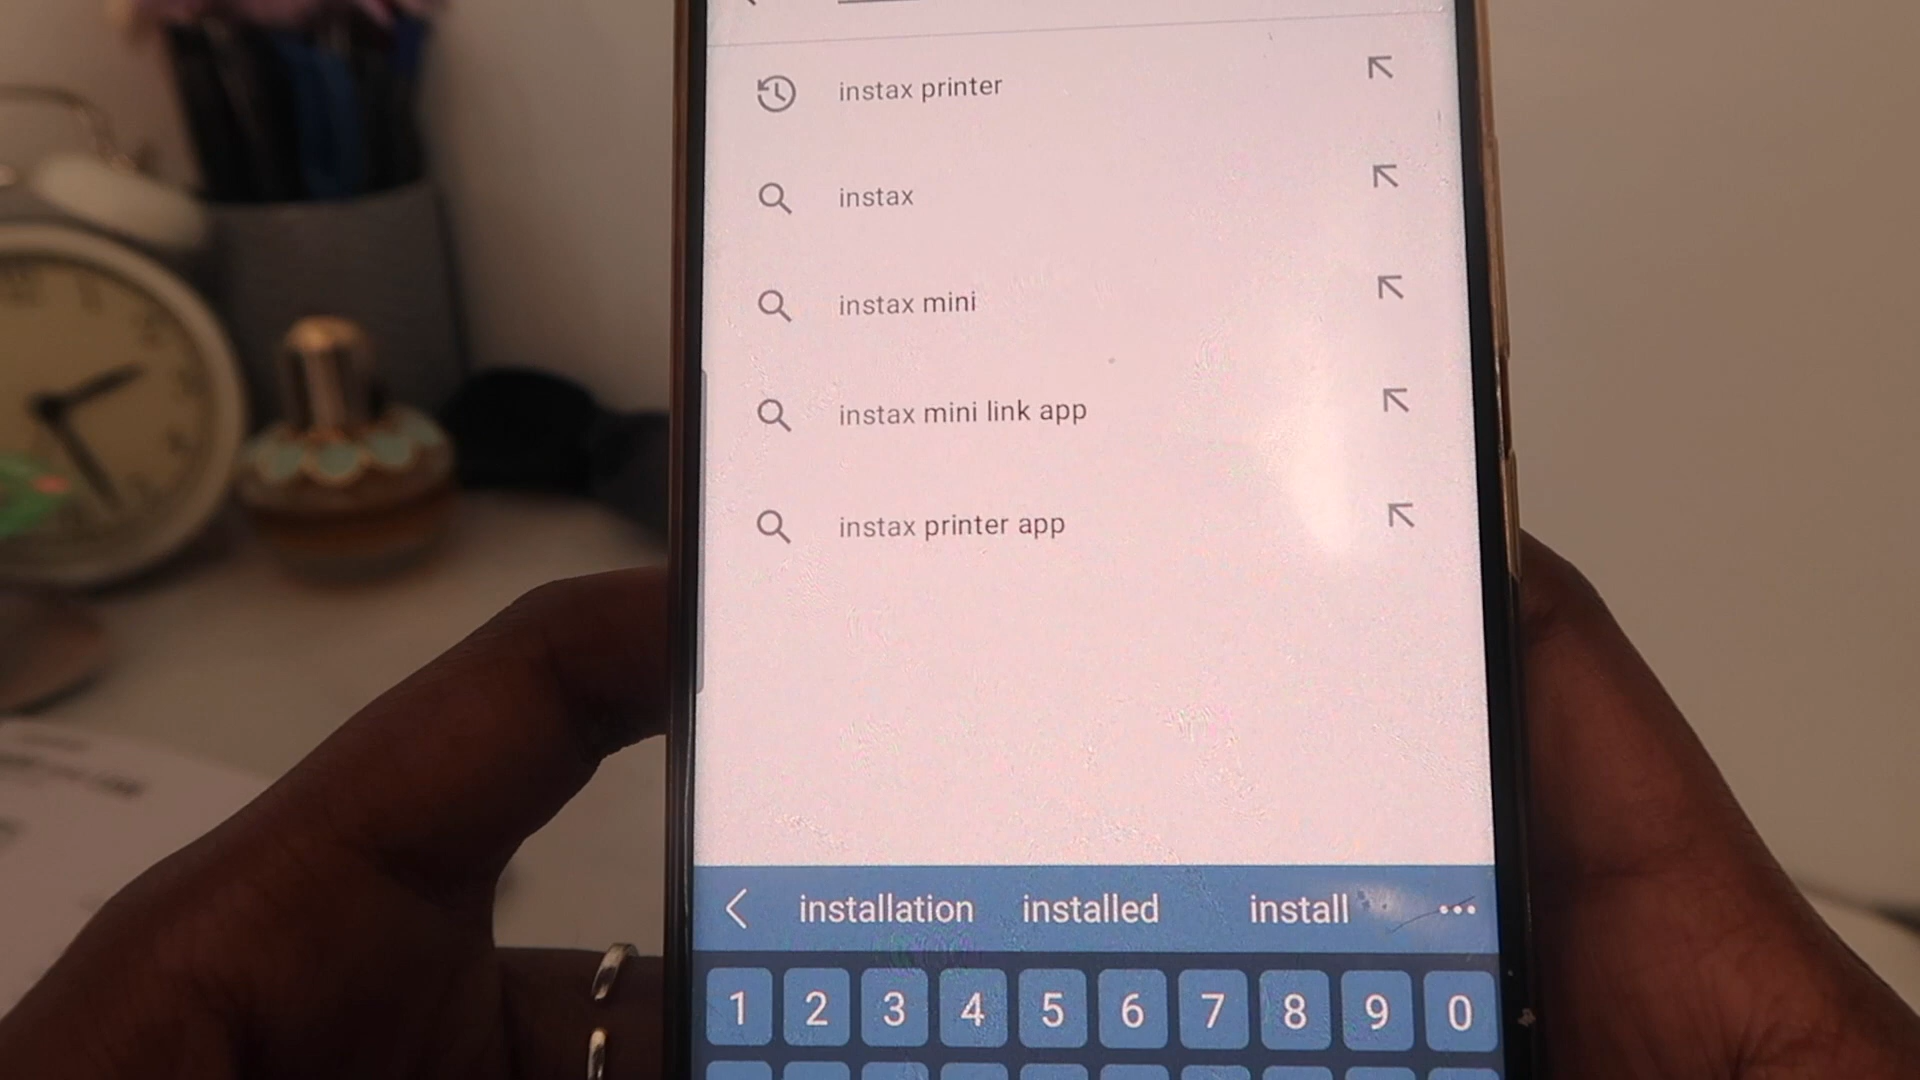 instax printer
instax
instax mini
instax mini link app
instax printer app
installation installed install ...
1 2 3 4 5 6 7 8 9 0